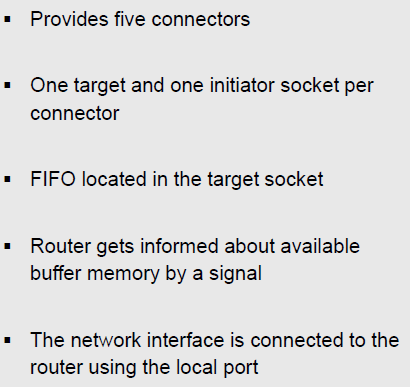 ▪ Provides five connectors
▪ One target and one initiator socket per
connector
▪ FIFO located in the target socket
▪ Router gets informed about available
buffer memory by a signal
▪ The network interface is connected to the
router using the local port